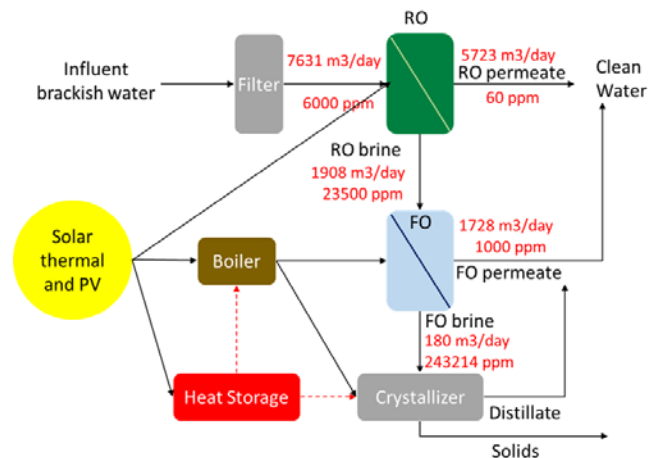 RO
7631 m3/day
5723 m3/day
Influent
brackish water
Filter
RO permeate
Clean
Water
6000 ppm
60 ppm
RO brine
1908 m3/day
23500 ppm
FO
1728 m3/day
1000 ppm
Solar
thermal
and PV
Boiler
FO permeate
FO brine
180 m3/day
243214 ppm
Heat Storage
Crystallizer
Distillate
Solids